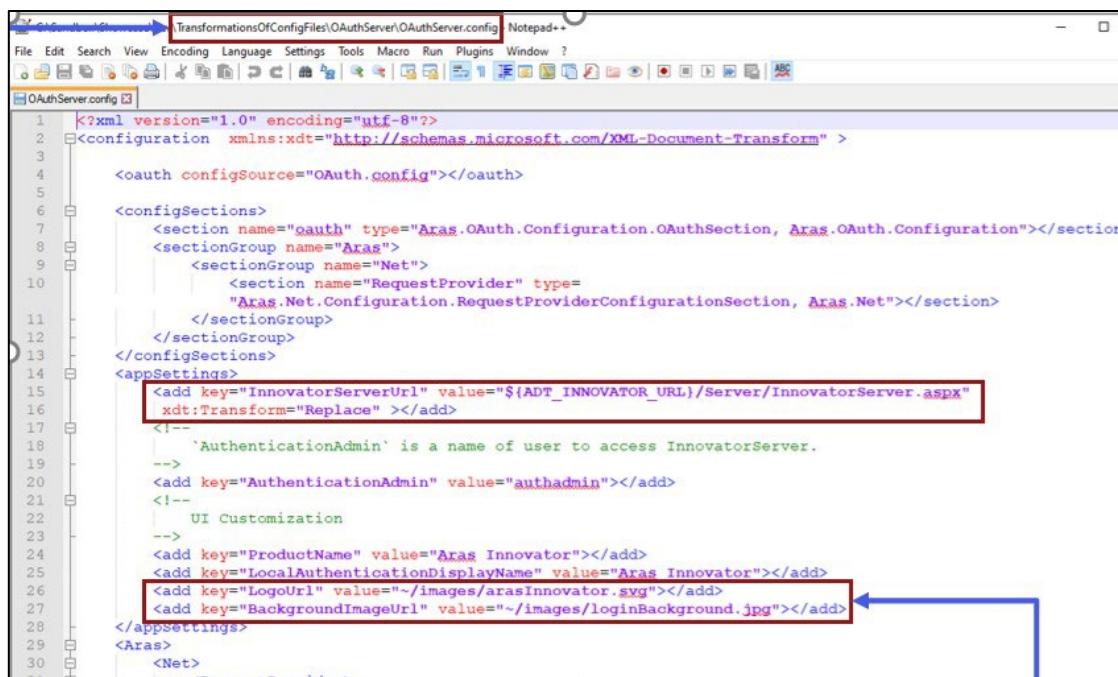 \TransformationsOfConfigFiles\OAuthServer\OAuthServer.config - Notepad++
File Edit Search View Encoding Language Settings Tools Macro Run Plugins Window ?
OAuthServer.config
1 <?xml version="1.0" encoding="utf-8"?>
2 <configuration xmlns:xdt="http://schemas.microsoft.com/XML-Document-Transform" >
3
4 <oauth configSource="OAuth.config"></oauth>
5
6 <configSections>
7 <section name="oauth" type="Aras.OAuth.Configuration.OAuthSection, Aras.OAuth.Configuration"></section
8 <sectionGroup name="Aras">
9 <sectionGroup name="Net">
10 <section name="RequestProvider" type=
"Aras.Net.Configuration.RequestProviderConfigurationSection, Aras.Net"></section>
11 </sectionGroup>
12 </sectionGroup>
13 </configSections>
14 <appSettings>
15 <add key="InnovatorServerUrl" value="${ADT_INNOVATOR_URL}/Server/InnovatorServer.aspx"
16 xdt:Transform="Replace" ></add>
17 <!--
18 `AuthenticationAdmin` is a name of user to access InnovatorServer.
19 -->
20 <add key="AuthenticationAdmin" value="authadmin"></add>
21 <!--
22 UI Customization
23 -->
24 <add key="ProductName" value="Aras Innovator"></add>
25 <add key="LocalAuthenticationDisplayName" value="Aras Innovator"></add>
26 <add key="LogoUrl" value="~/images/arasInnovator.svg"></add>
27 <add key="BackgroundImageUrl" value="~/images/loginBackground.jpg"></add>
28 </appSettings>
29 <Aras>
30 <Net>